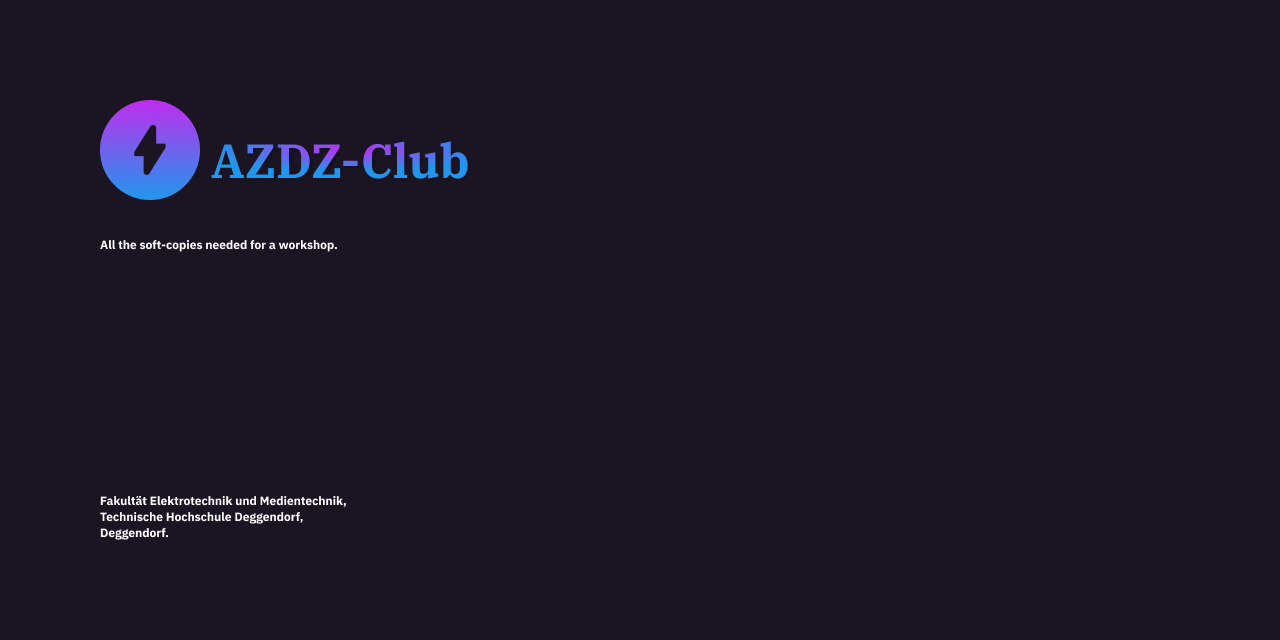 AZDZ-Club
All the soft-copies needed for a workshop.
Fakultät Elektrotechnik und Medientechnik,
Technische Hochschule Deggendorf,
Deggendorf.